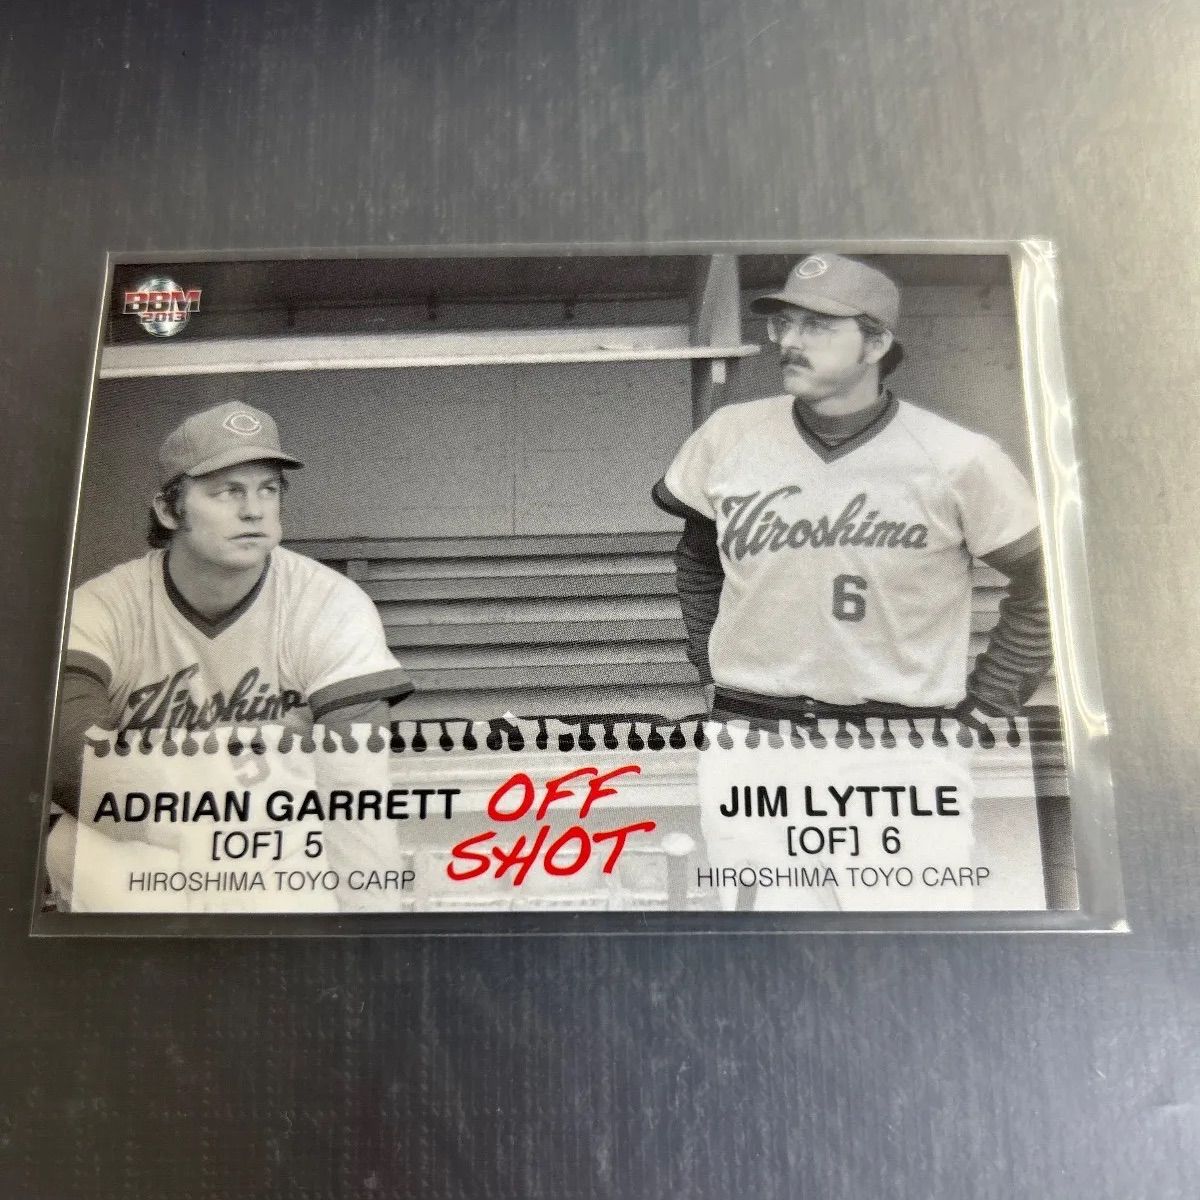 BBM
2013
C
C
Hiroshima
6
Hiroshima
5
ADRIAN GARRETT
[OF] 5
HIROSHIMA TOYO CARP
OFF
SHOT
JIM LYTTLE
[OF] 6
HIROSHIMA TOYO CARP